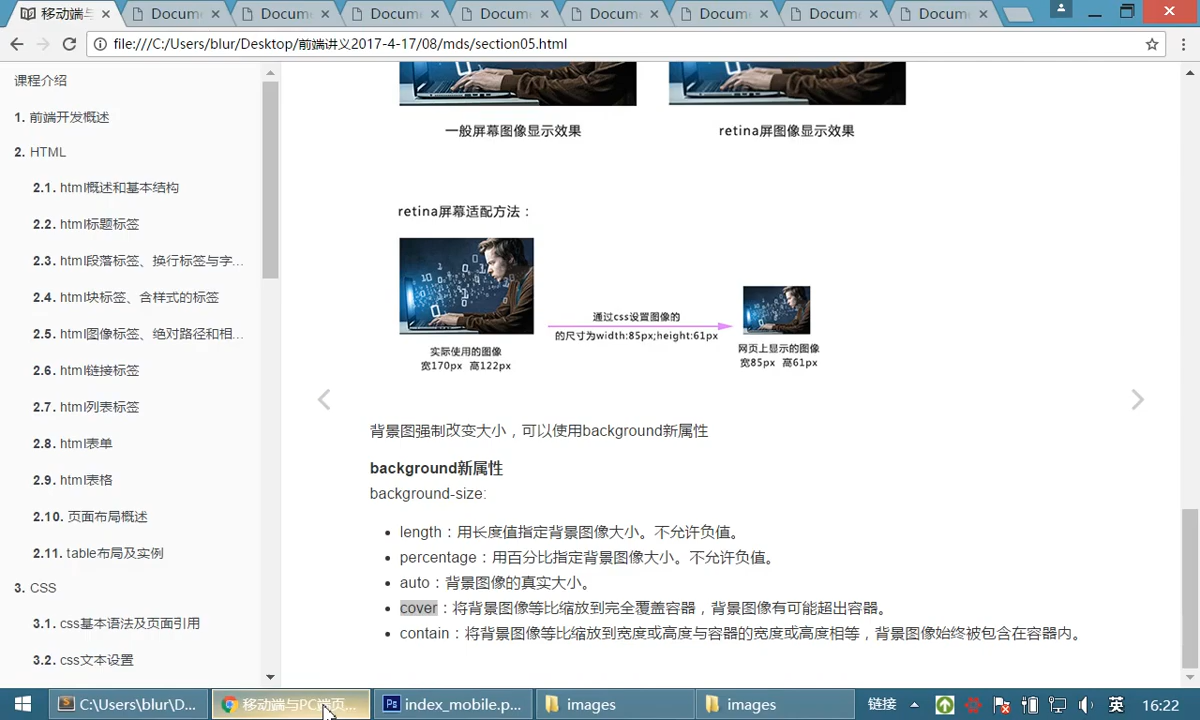 移动端与
Docum
Docum
Docum
Docum
Docum
Docum
Docum
Docum
file:///C:/Users/blur/Desktop/前端讲义2017-4-17/08/mds/section05.html
课程介绍
1. 前端开发概述
2. HTML
2.1. html概述和基本结构
2.2. html标题标签
2.3. html段落标签、换行标签与字...
2.4. html块标签、含样式的标签
2.5. html图像标签、绝对路径和相...
2.6. html链接标签
2.7. html列表标签
2.8. html表单
2.9. html表格
2.10. 页面布局概述
2.11. table布局及实例
3. CSS
3.1. css基本语法及页面引用
3.2. css文本设置
一般屏幕图像显示效果
retina屏图像显示效果
retina屏幕适配方法：
通过css设置图像的
的尺寸为width:85px;height:61px
实际使用的图像
宽170px 高122px
网页上显示的图像
宽85px 高61px
背景图强制改变大小，可以使用background新属性
background新属性
background-size:
length：用长度值指定背景图像大小。不允许负值。
percentage：用百分比指定背景图像大小。不允许负值。
auto：背景图像的真实大小。
cover：将背景图像等比缩放到完全覆盖容器，背景图像有可能超出容器。
contain：将背景图像等比缩放到宽度或高度与容器的宽度或高度相等，背景图像始终被包含在容器内。
C:\Users\blur\D...
移动端与PC端页...
Ps index_mobile.p...
images
images
链接
英
16:22